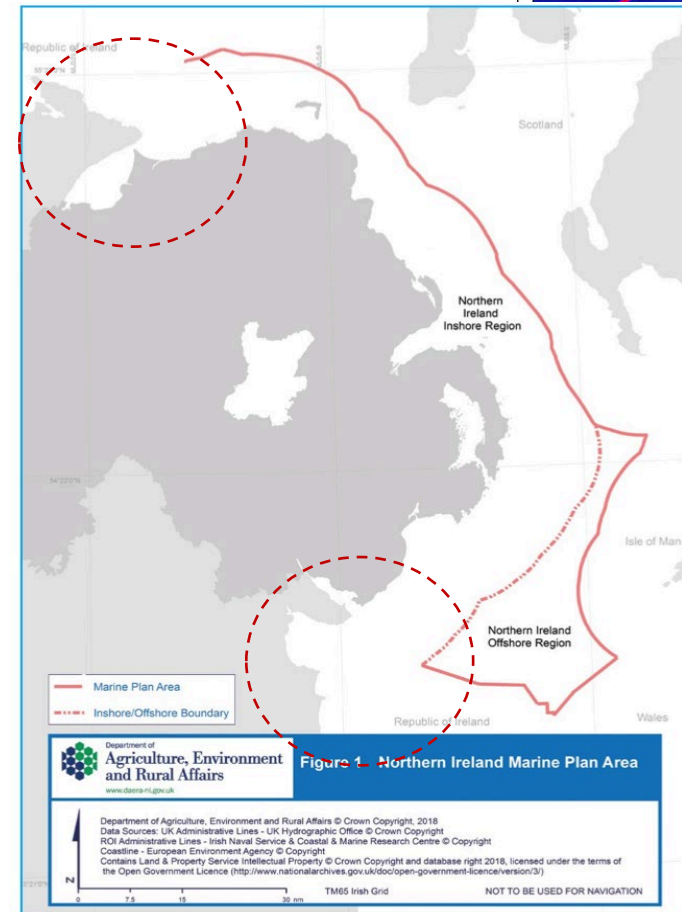 Republic of Ireland
55°22'0"N
Scotland
Northern
Ireland
Inshore Region
54°22'0"N
Isle of Man
Northern Ireland
Offshore Region
Marine Plan Area
Inshore/Offshore Boundary
Republic of Ireland
Wales
Department of
Agriculture, Environment
and Rural Affairs
www.daera-ni.gov.uk
Figure 1 Northern Ireland Marine Plan Area
Department of Agriculture, Environment and Rural Affairs © Crown Copyright, 2018
Data Sources: UK Administrative Lines - UK Hydrographic Office © Crown Copyright
ROI Administrative Lines - Irish Naval Service & Coastal & Marine Research Centre © Copyright
Coastline - European Environment Agency © Copyright
Contains Land & Property Service Intellectual Property © Crown Copyright and database right 2018, licensed under the terms of
the Open Government Licence (http://www.nationalarchives.gov.uk/doc/open-government-licence/version/3/)
N
0 7.5 15 30 nm
TM65 Irish Grid
NOT TO BE USED FOR NAVIGATION